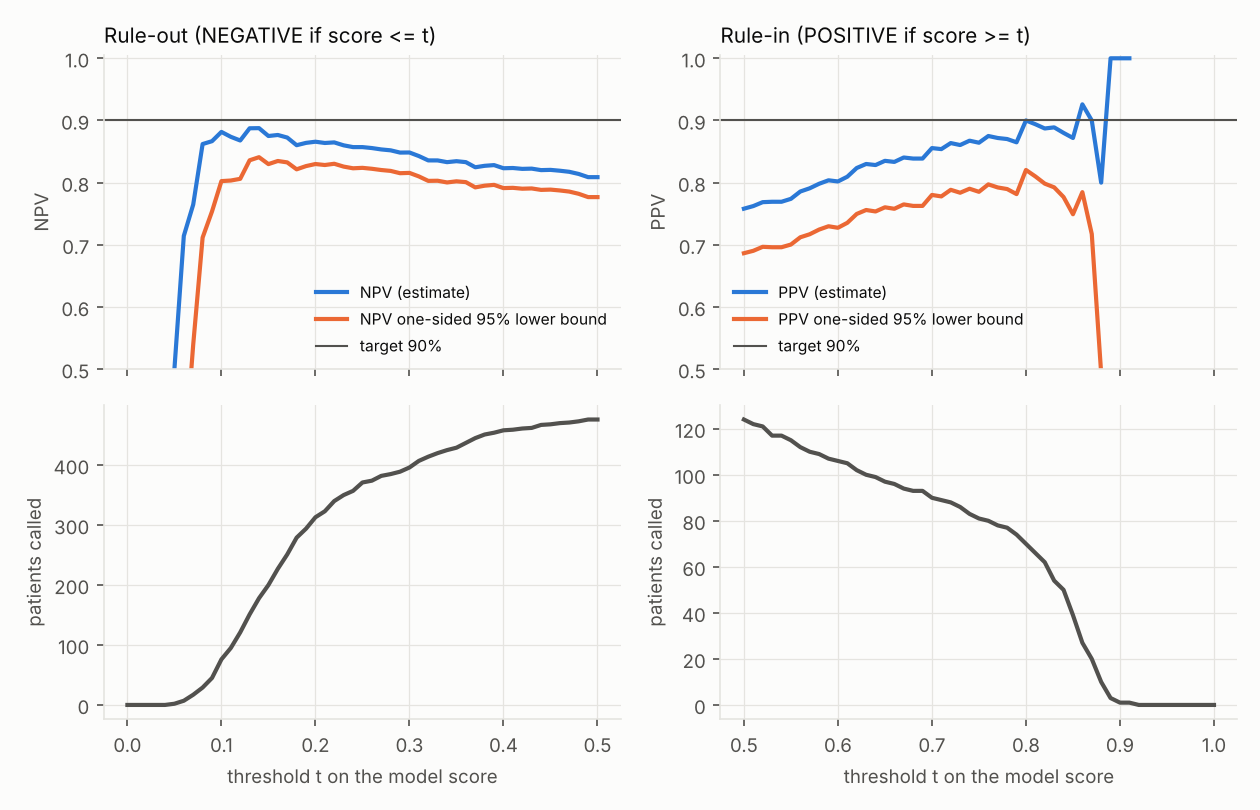 Rule-out (NEGATIVE if score <= t)
1.0
0.9
0.8
0.7
0.6
0.5
NPV
NPV (estimate)
NPV one-sided 95% lower bound
target 90%
Rule-in (POSITIVE if score >= t)
1.0
0.9
0.8
0.7
0.6
0.5
PPV
PPV (estimate)
PPV one-sided 95% lower bound
target 90%
400
300
200
100
0
patients called
0.0
0.1
0.2
0.3
0.4
0.5
threshold t on the model score
120
100
80
60
40
20
0
patients called
0.5
0.6
0.7
0.8
0.9
1.0
threshold t on the model score